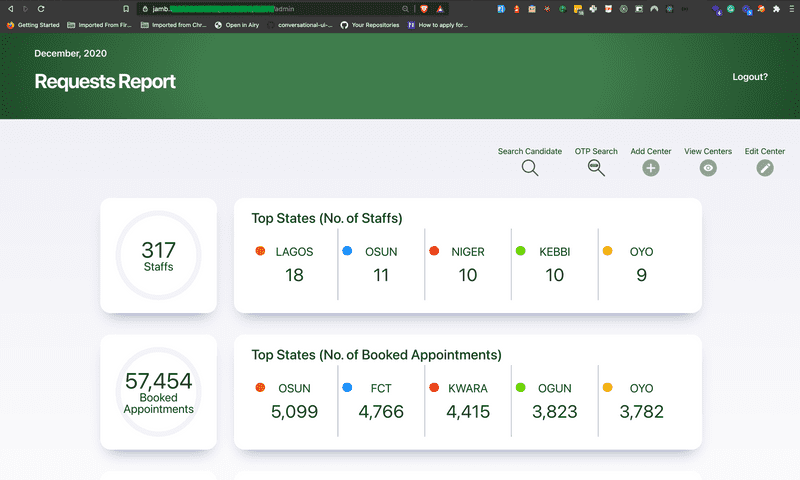 jamb. /admin
Getting Started Imported From Fir... Imported from Chr... Open in Airy conversational-ui-... Your Repositories How to apply for...
December, 2020
Requests Report
Logout?
Search Candidate OTP Search Add Center View Centers Edit Center
317
Staffs
Top States (No. of Staffs)
LAGOS OSUN NIGER KEBBI OYO
18 11 10 10 9
57,454
Booked
Appointments
Top States (No. of Booked Appointments)
OSUN FCT KWARA OGUN OYO
5,099 4,766 4,415 3,823 3,782